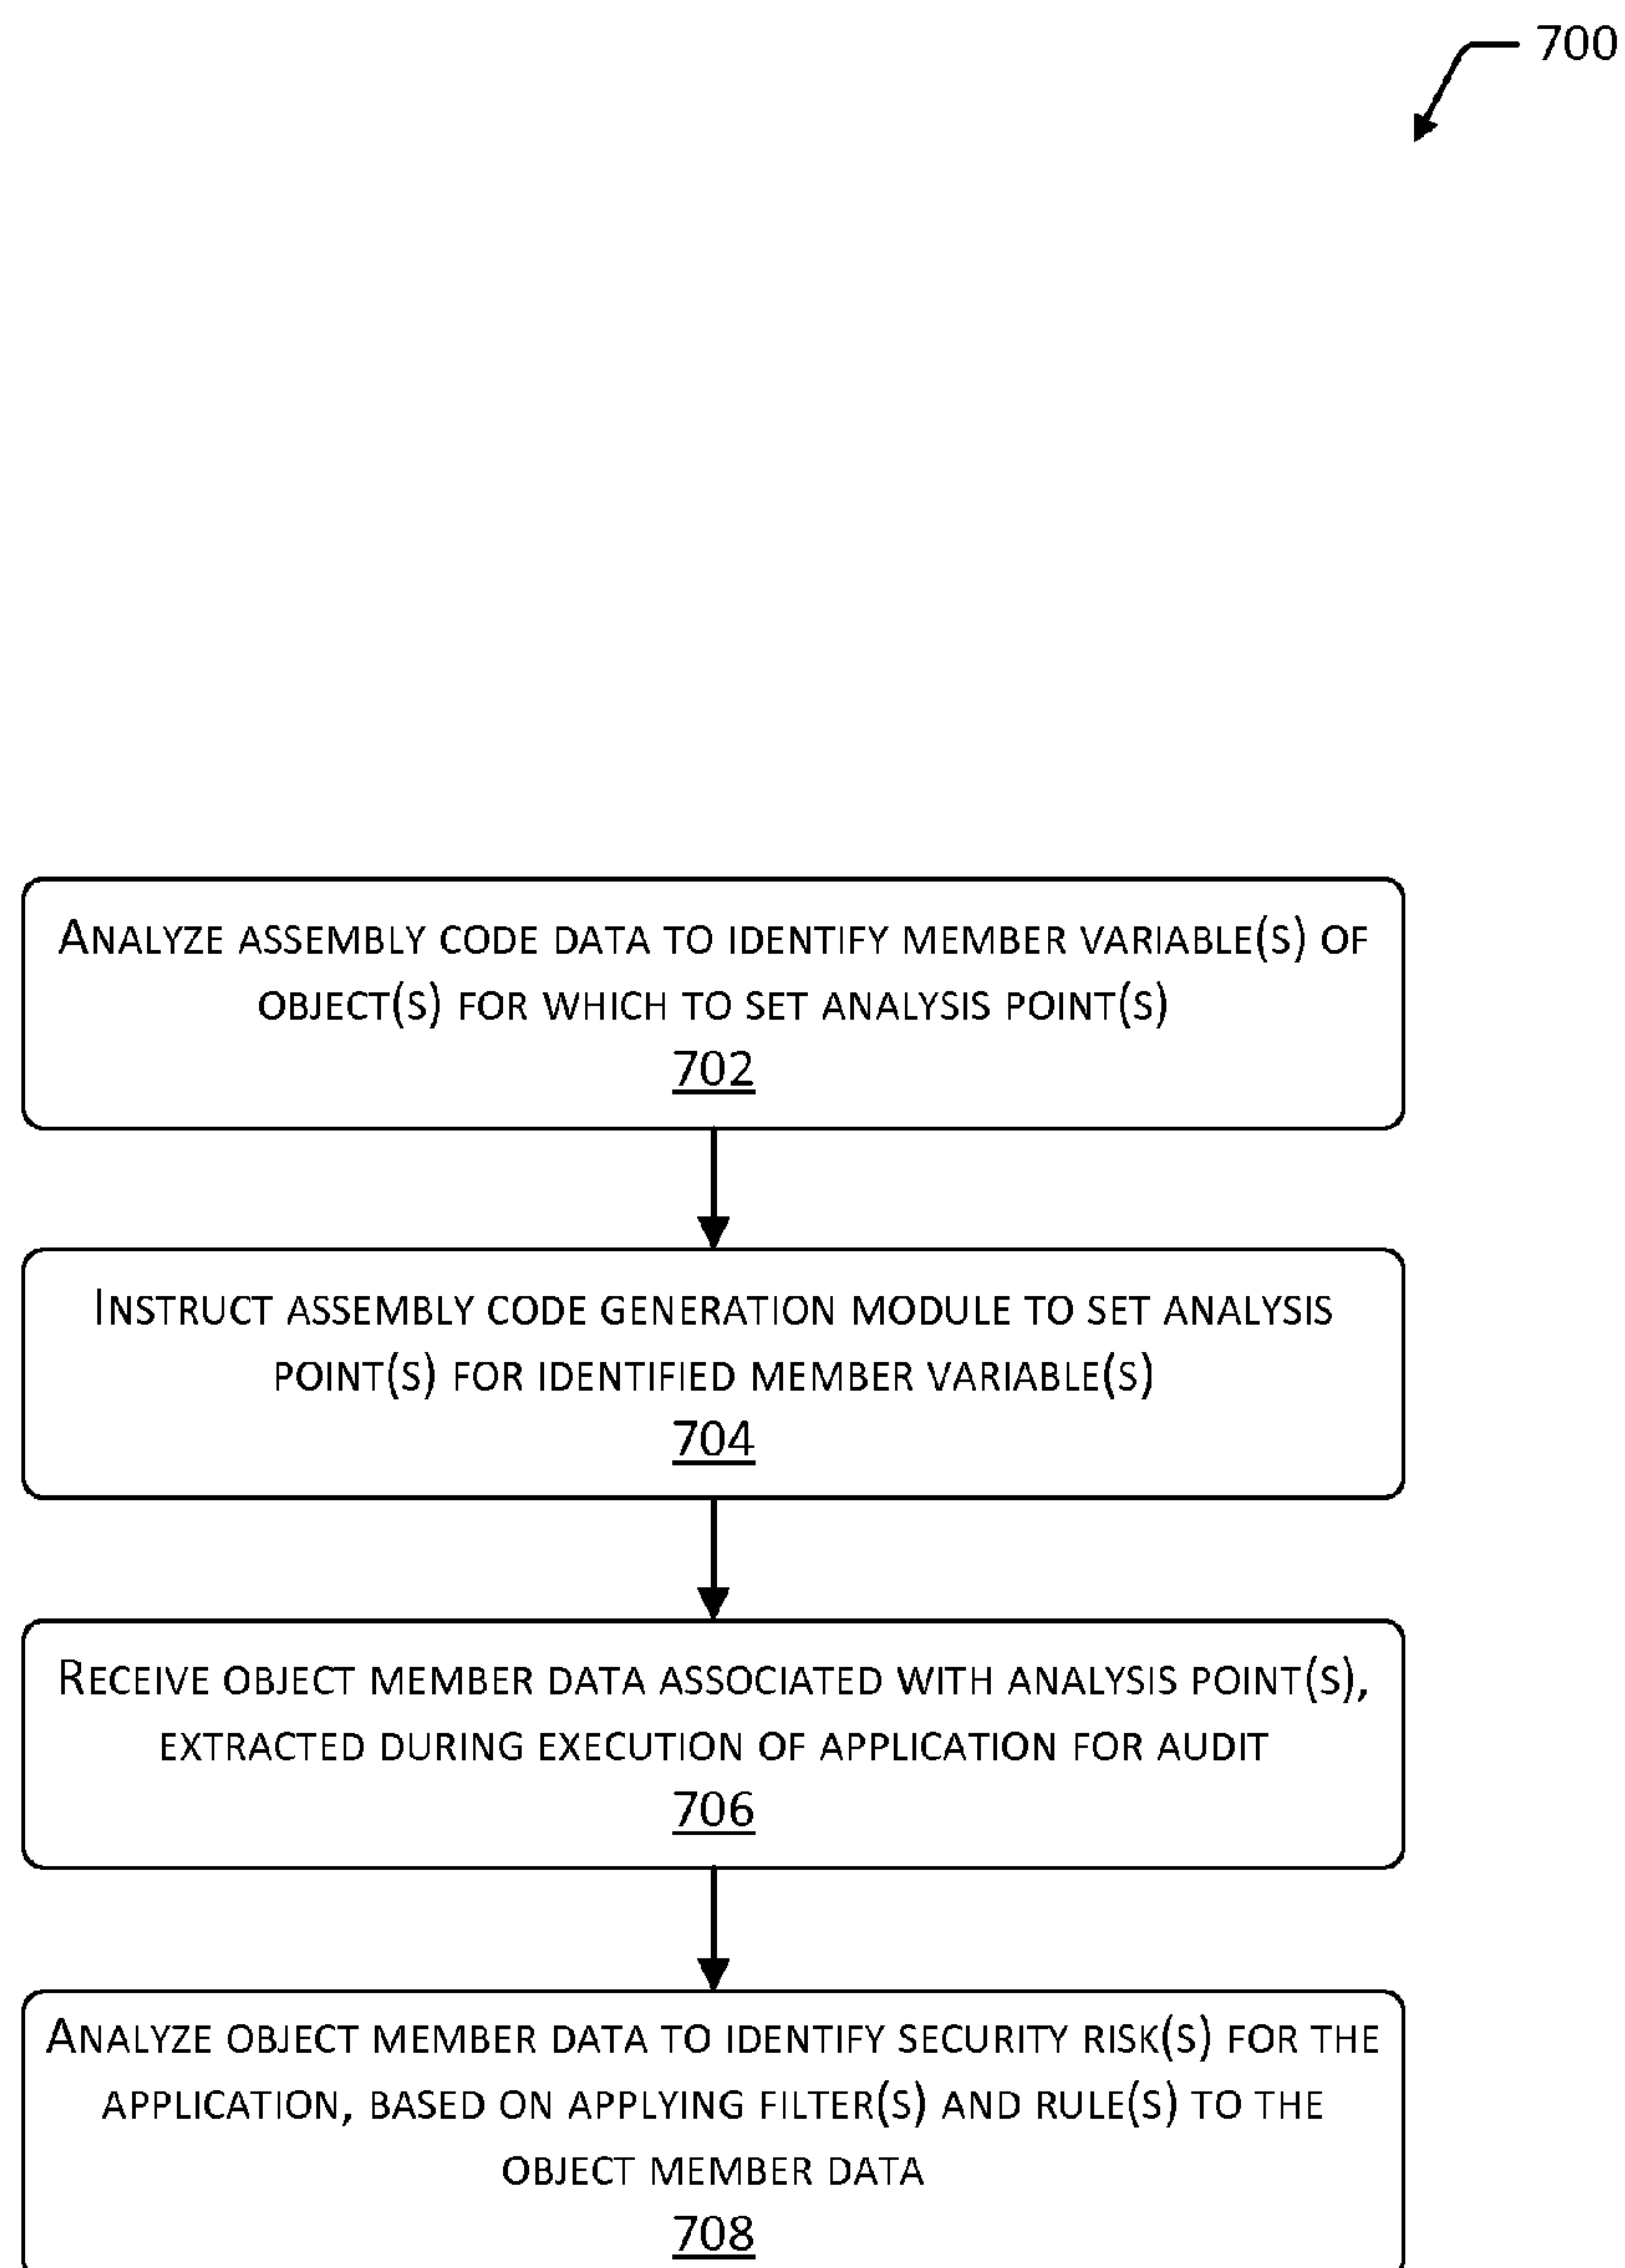 700
ANALYZE ASSEMBLY CODE DATA TO IDENTIFY MEMBER VARIABLE(S) OF
OBJECT(S) FOR WHICH TO SET ANALYSIS POINT(S)
702
INSTRUCT ASSEMBLY CODE GENERATION MODULE TO SET ANALYSIS
POINT(S) FOR IDENTIFIED MEMBER VARIABLE(S)
704
RECEIVE OBJECT MEMBER DATA ASSOCIATED WITH ANALYSIS POINT(S),
EXTRACTED DURING EXECUTION OF APPLICATION FOR AUDIT
706
ANALYZE OBJECT MEMBER DATA TO IDENTIFY SECURITY RISK(S) FOR THE
APPLICATION, BASED ON APPLYING FILTER(S) AND RULE(S) TO THE
OBJECT MEMBER DATA
708